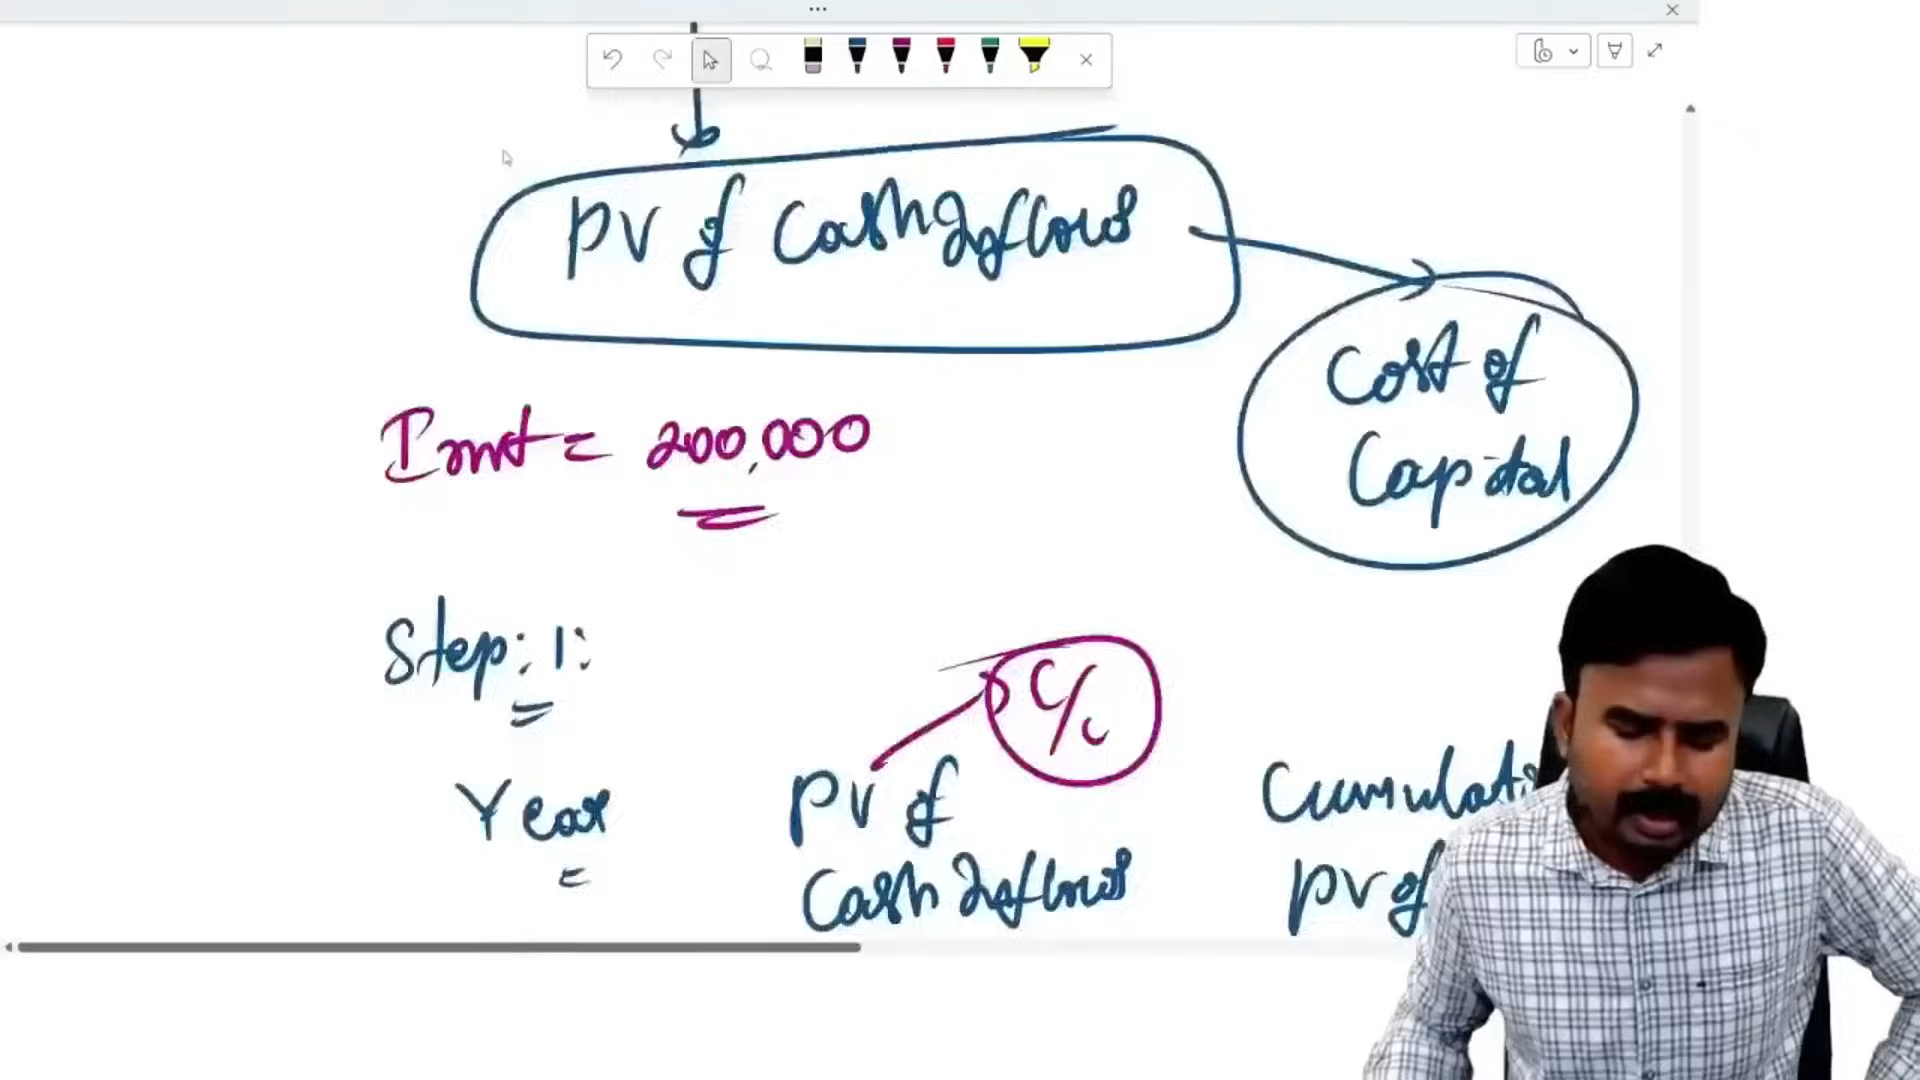 PV of Cash Inflows
Cost of
Capital
Invt = 200,000
Step: 1:
C/C
Year
PV of
Cash Inflows
Cumulati
PV of